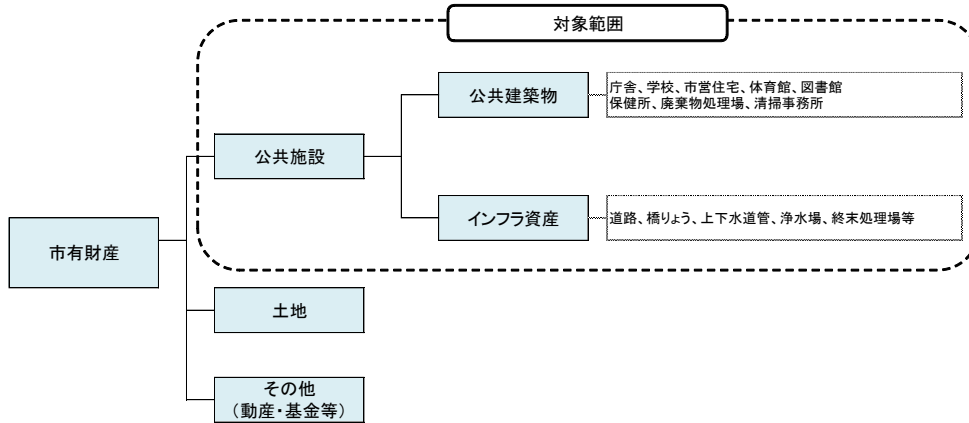 対象範囲
公共建築物
庁舎、学校、市営住宅、体育館、図書館
保健所、廃棄物処理場、清掃事務所
公共施設
インフラ資産
道路、橋りょう、上下水道管、浄水場、終末処理場等
市有財産
土地
その他
（動産・基金等）